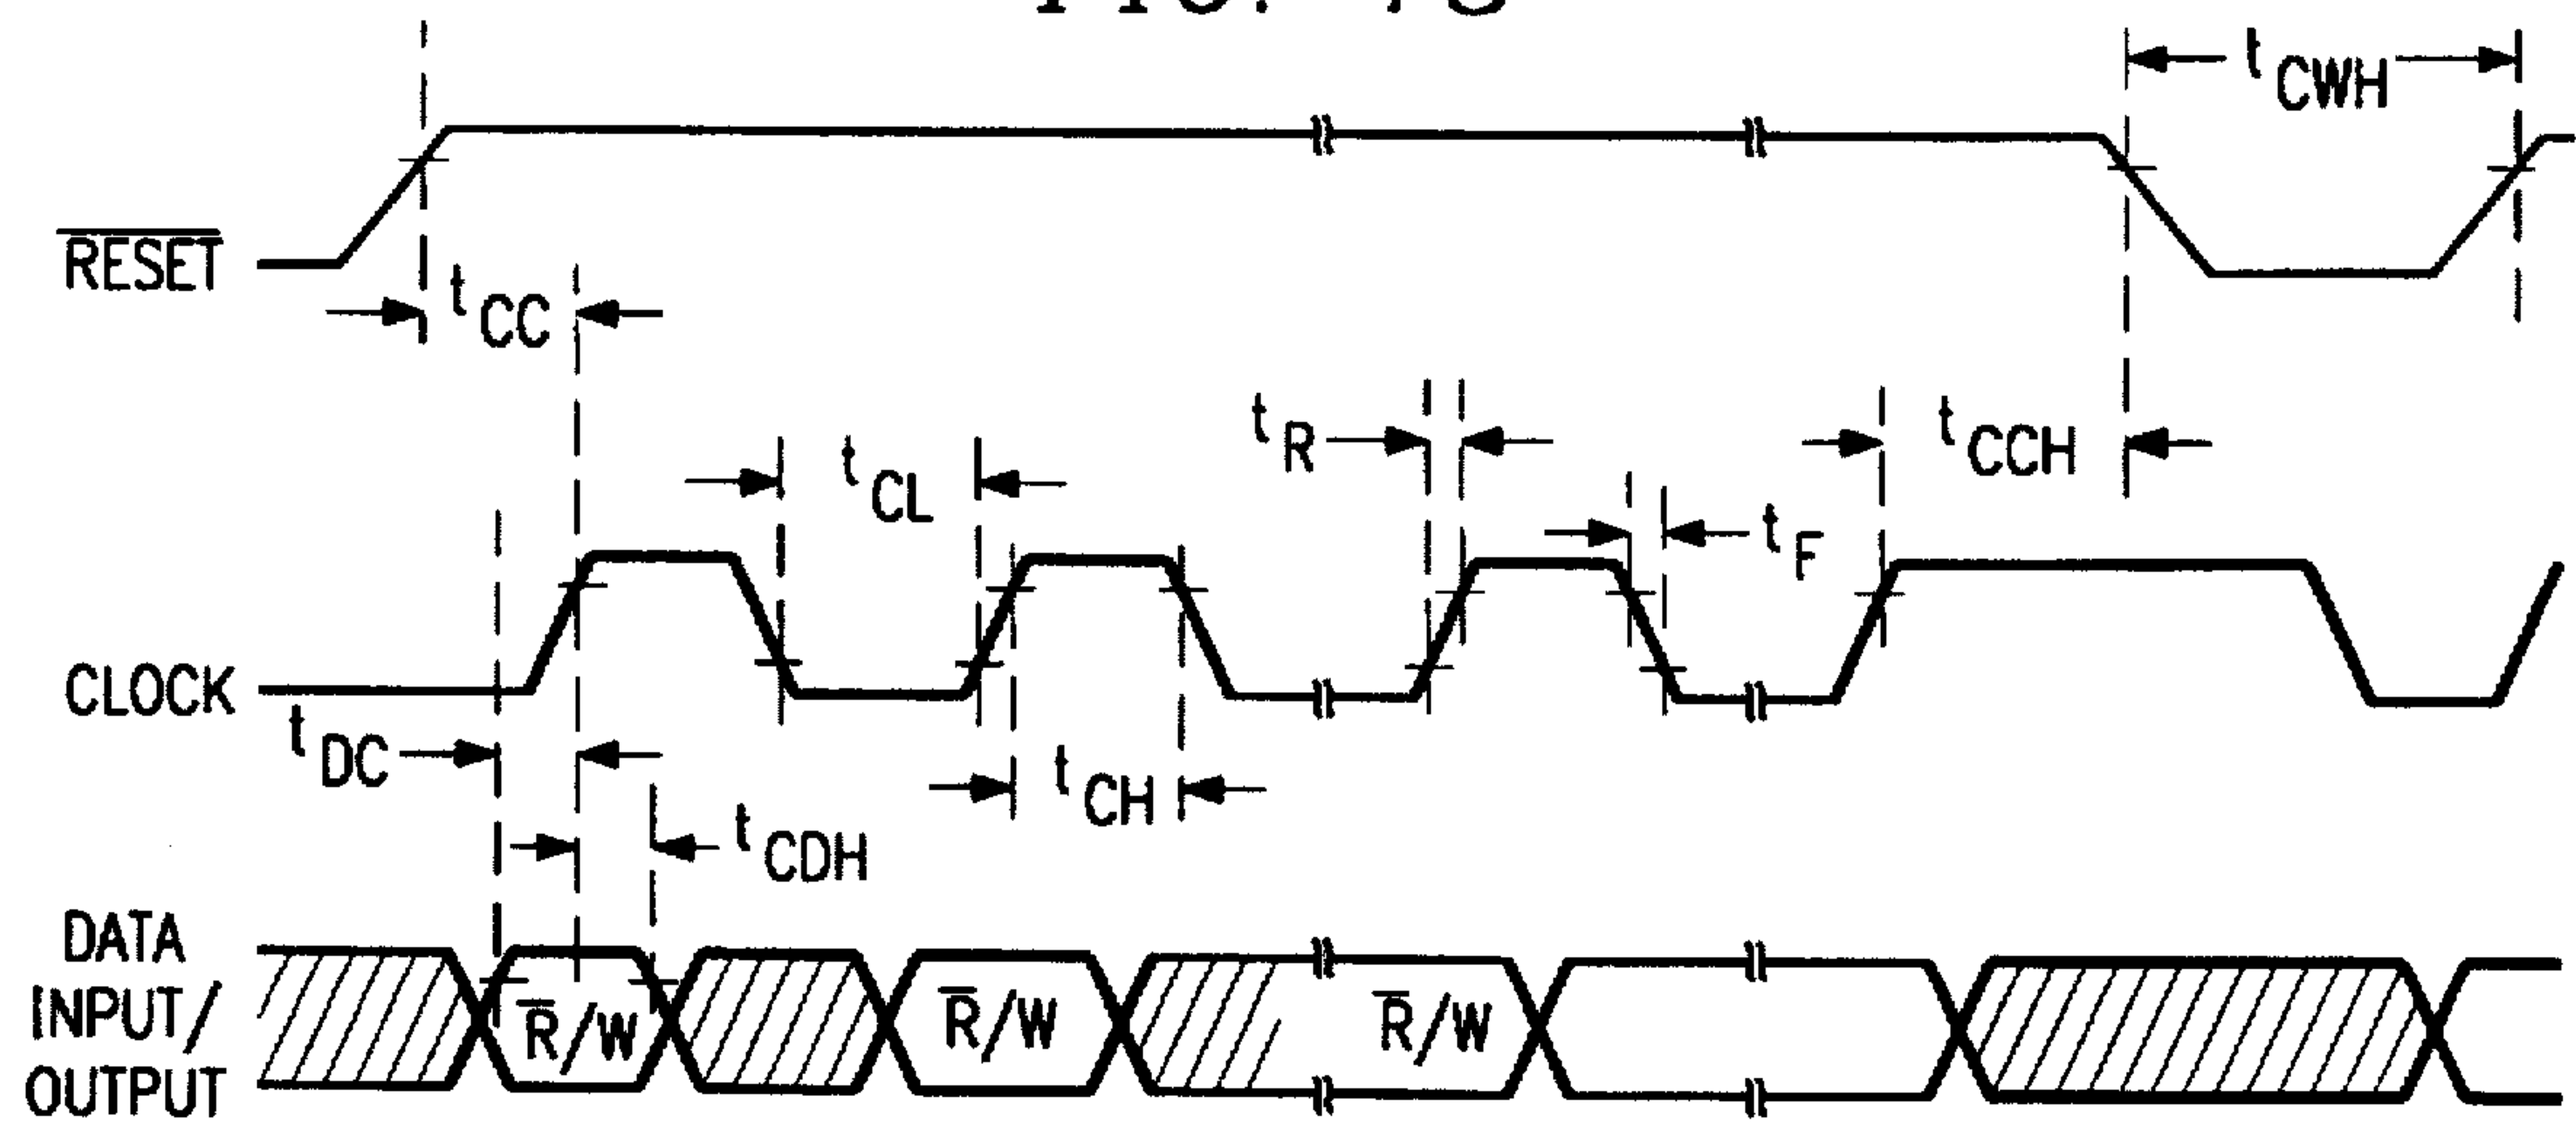 t CWH
RESET
t CC
t R
t CCH
t CL
t F
CLOCK
t DC
t CH
t CDH
DATA
INPUT/
OUTPUT
R̅/W
R̅/W
R̅/W